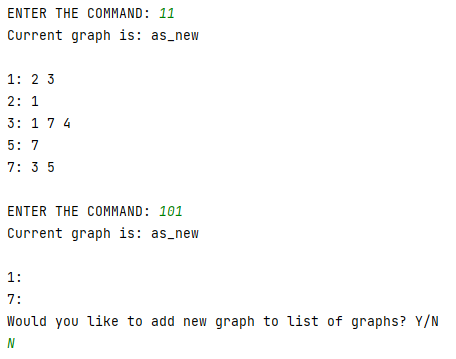 ENTER THE COMMAND: 11
Current graph is: as_new
1: 2 3
2: 1
3: 1 7 4
5: 7
7: 3 5
ENTER THE COMMAND: 101
Current graph is: as_new
1:
7:
Would you like to add new graph to list of graphs? Y/N
N